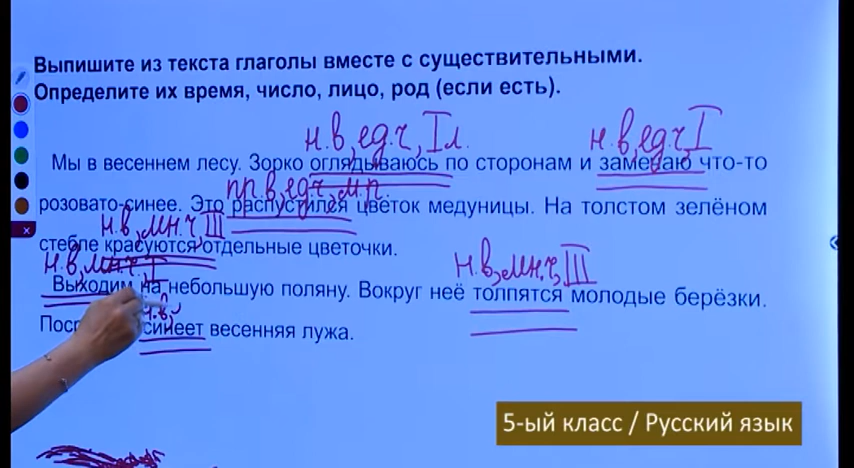 Выпишите из текста глаголы вместе с существительными.
Определите их время, число, лицо, род (если есть).
н.в, ед.ч, I л. н.в, ед.ч, I
Мы в весеннем лесу. Зорко оглядываюсь по сторонам и замечаю что-то
пр.в, ед.ч, м.р.
розовато-синее. Это распустился цветок медуницы. На толстом зелёном
н.в, мн.ч, III
стебле красуются отдельные цветочки.
н.в, мн.ч, I н.в, мн.ч, III
Выходим на небольшую поляну. Вокруг неё толпятся молодые берёзки.
н.в,
синеет весенняя лужа.
5-ый класс / Русский язык